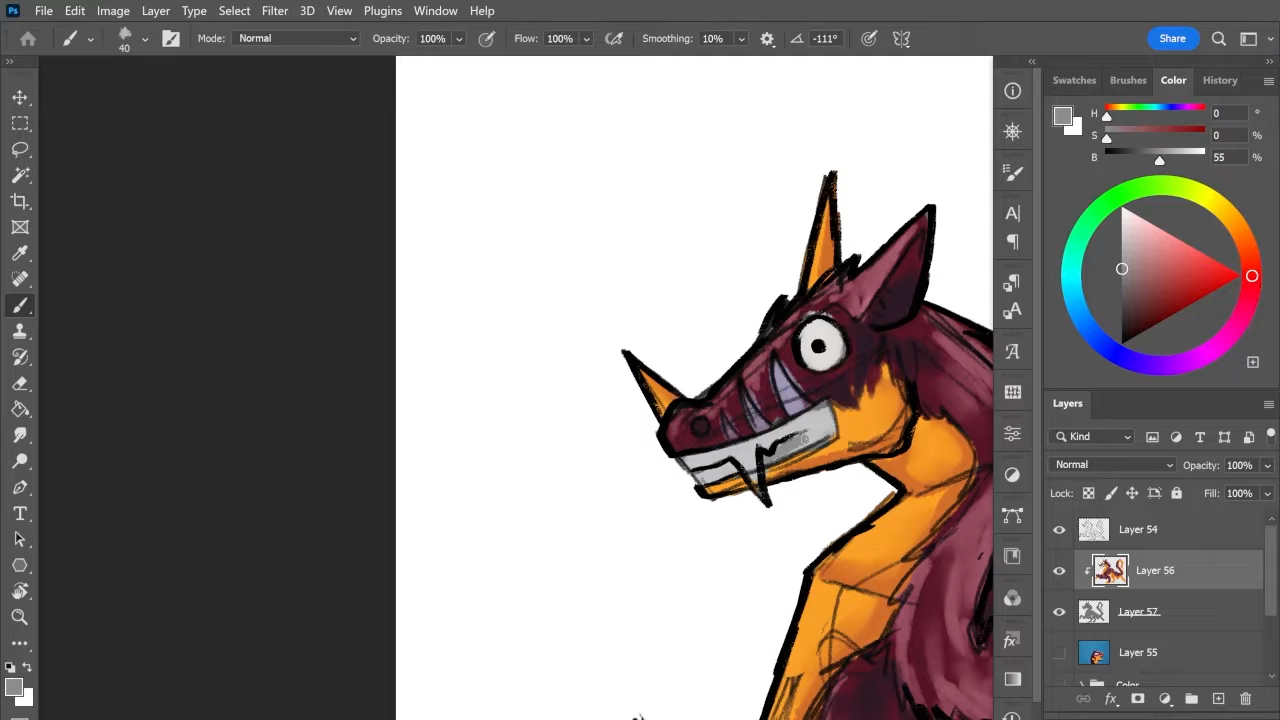 Ps File Edit Image Layer Type Select Filter 3D View Plugins Window Help
40 Mode: Normal Opacity: 100% Flow: 100% Smoothing: 10% -111° Share
Swatches Brushes Color History
H 0 °
S 0 %
B 55 %
Layers
Kind
Normal Opacity: 100%
Lock: Fill: 100%
Layer 54
Layer 56
Layer 57
Layer 55